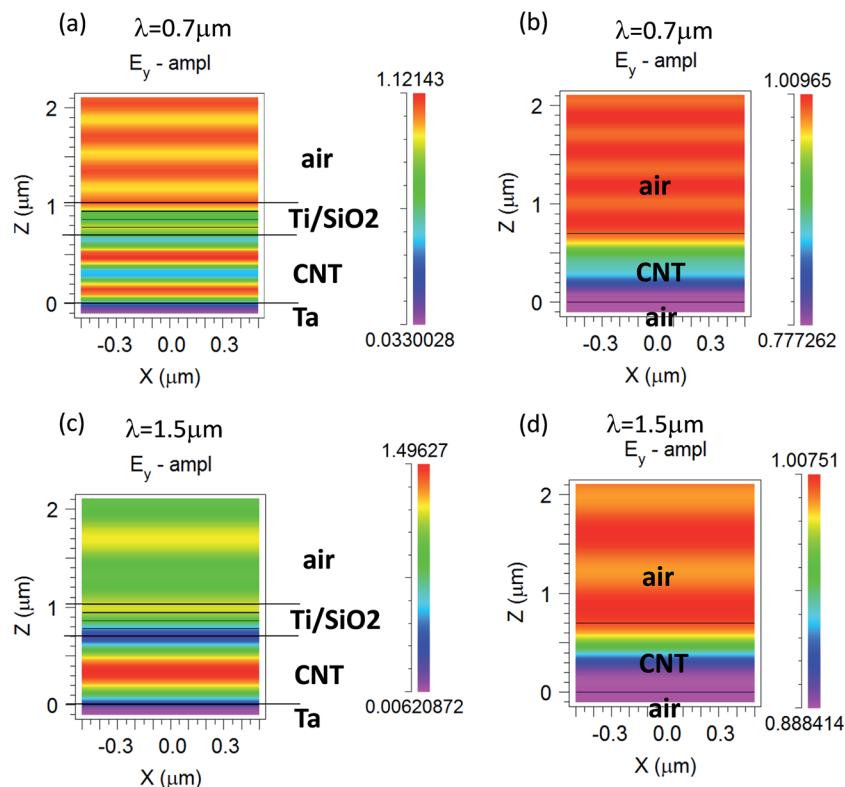 (a)
λ=0.7μm
Ey - ampl
1.12143
2
1
0
Z (μm)
air
Ti/SiO2
CNT
Ta
0.0330028
-0.3 0.0 0.3
X (μm)
(b)
λ=0.7μm
Ey - ampl
1.00965
2
1
0
Z (μm)
air
CNT
air
0.777262
-0.3 0.0 0.3
X (μm)
(c)
λ=1.5μm
Ey - ampl
1.49627
2
1
0
Z (μm)
air
Ti/SiO2
CNT
Ta
0.00620872
-0.3 0.0 0.3
X (μm)
(d)
λ=1.5μm
Ey - ampl
1.00751
2
1
0
Z (μm)
air
CNT
air
0.888414
-0.3 0.0 0.3
X (μm)